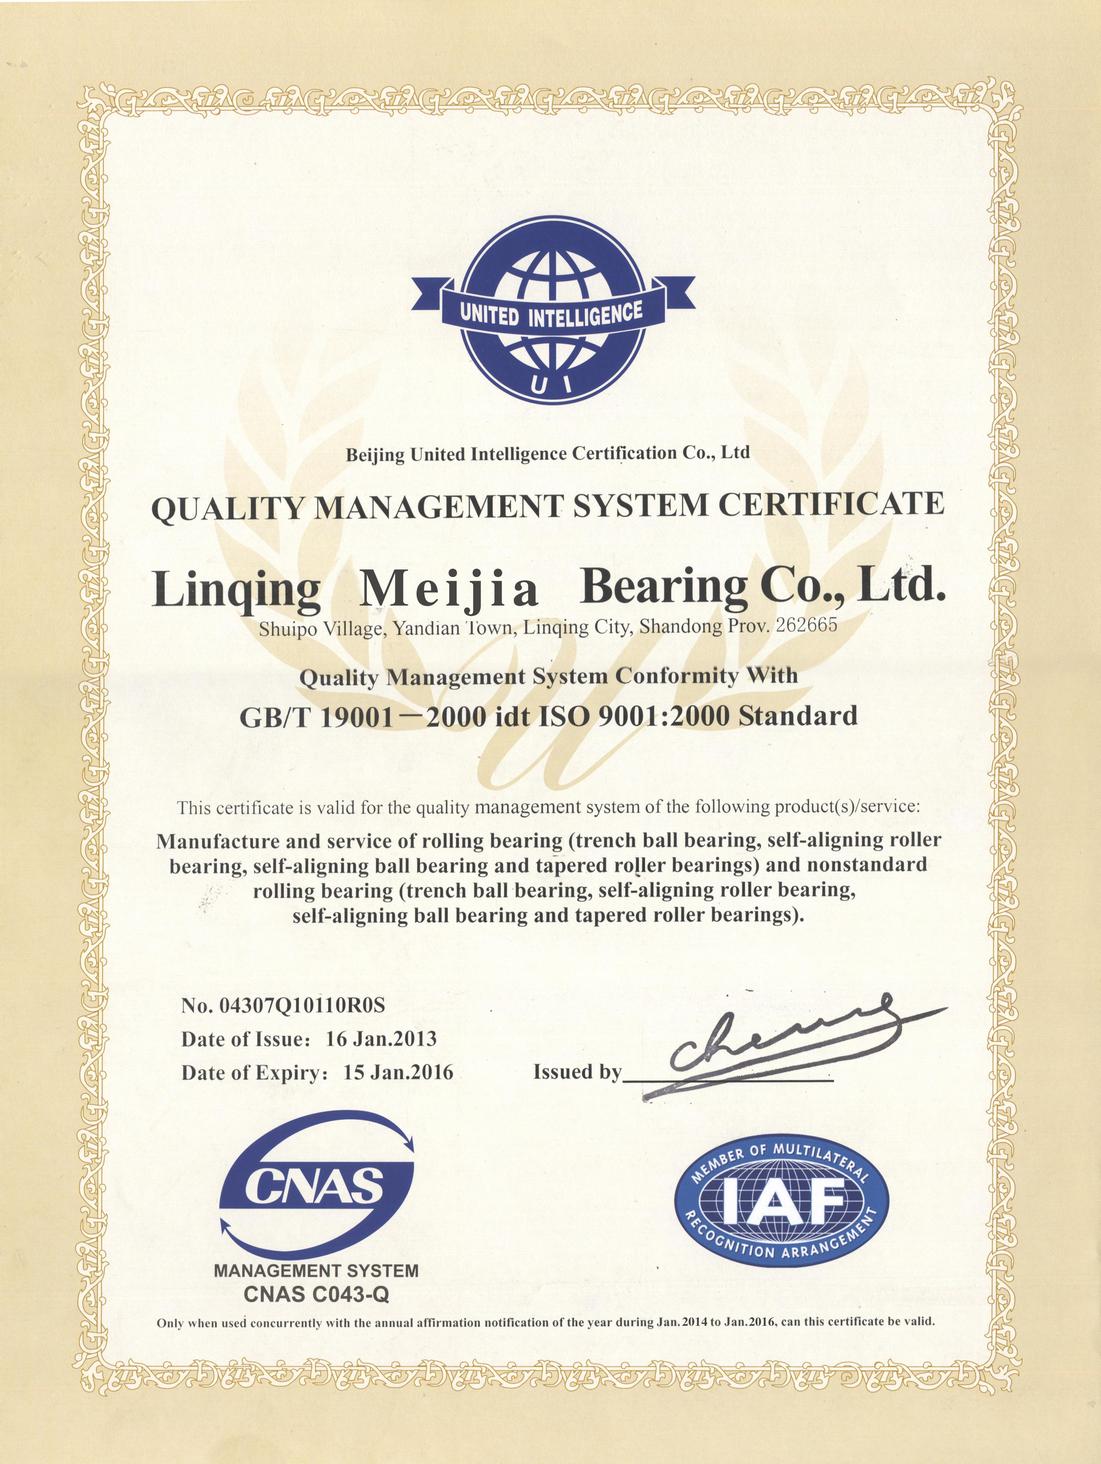 UNITED INTELLIGENCE
UI
Beijing United Intelligence Certification Co., Ltd
QUALITY MANAGEMENT SYSTEM CERTIFICATE
Linqing Meijia Bearing Co., Ltd.
Shuipo Village, Yandian Town, Linqing City, Shandong Prov. 262665
Quality Management System Conformity With
GB/T 19001—2000 idt ISO 9001:2000 Standard
This certificate is valid for the quality management system of the following product(s)/service:
Manufacture and service of rolling bearing (trench ball bearing, self-aligning roller
bearing, self-aligning ball bearing and tapered roller bearings) and nonstandard
rolling bearing (trench ball bearing, self-aligning roller bearing,
self-aligning ball bearing and tapered roller bearings).
No. 04307Q10110R0S
Date of Issue: 16 Jan.2013
Date of Expiry: 15 Jan.2016
Issued by
CNAS
MANAGEMENT SYSTEM
CNAS C043-Q
MEMBER OF MULTILATERAL
IAF
RECOGNITION ARRANGEMENT
Only when used concurrently with the annual affirmation notification of the year during Jan.2014 to Jan.2016, can this certificate be valid.